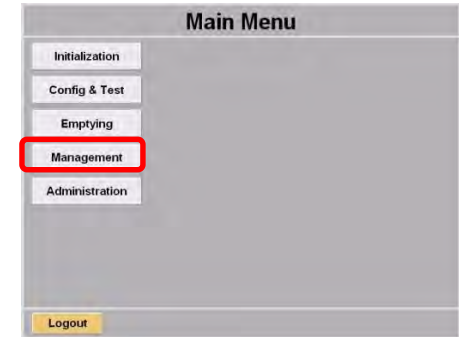 Main Menu
Initialization
Config & Test
Emptying
Management
Administration
Logout